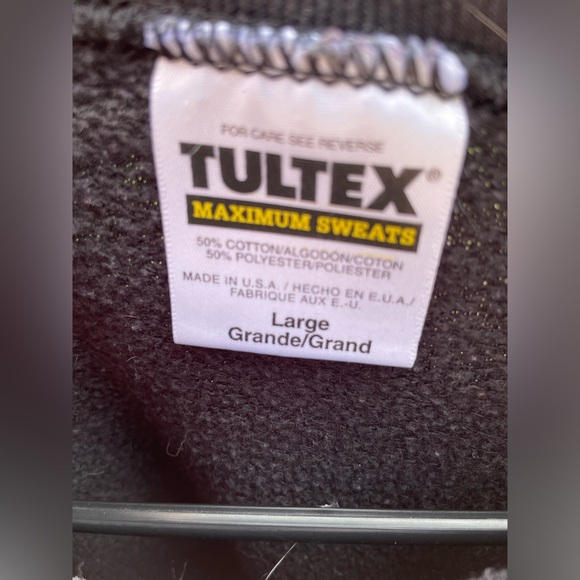 FOR CARE SEE REVERSE
TULTEX®
MAXIMUM SWEATS
50% COTTON/ALGODÓN/COTON
50% POLYESTER/POLIESTER
MADE IN U.S.A. / HECHO EN E.U.A./
FABRIQUE AUX E.-U.
Large
Grande/Grand